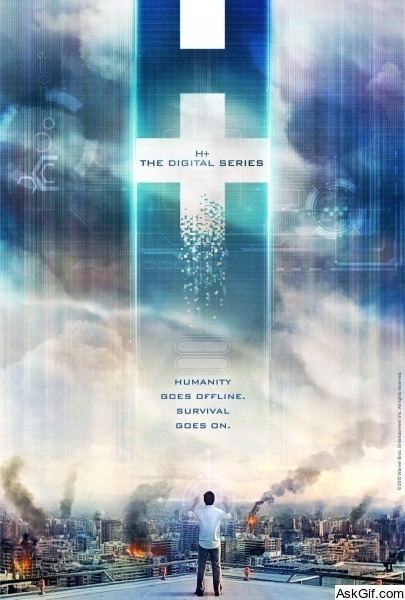 H+
THE DIGITAL SERIES
HUMANITY
GOES OFFLINE.
SURVIVAL
GOES ON.
AskGif.com